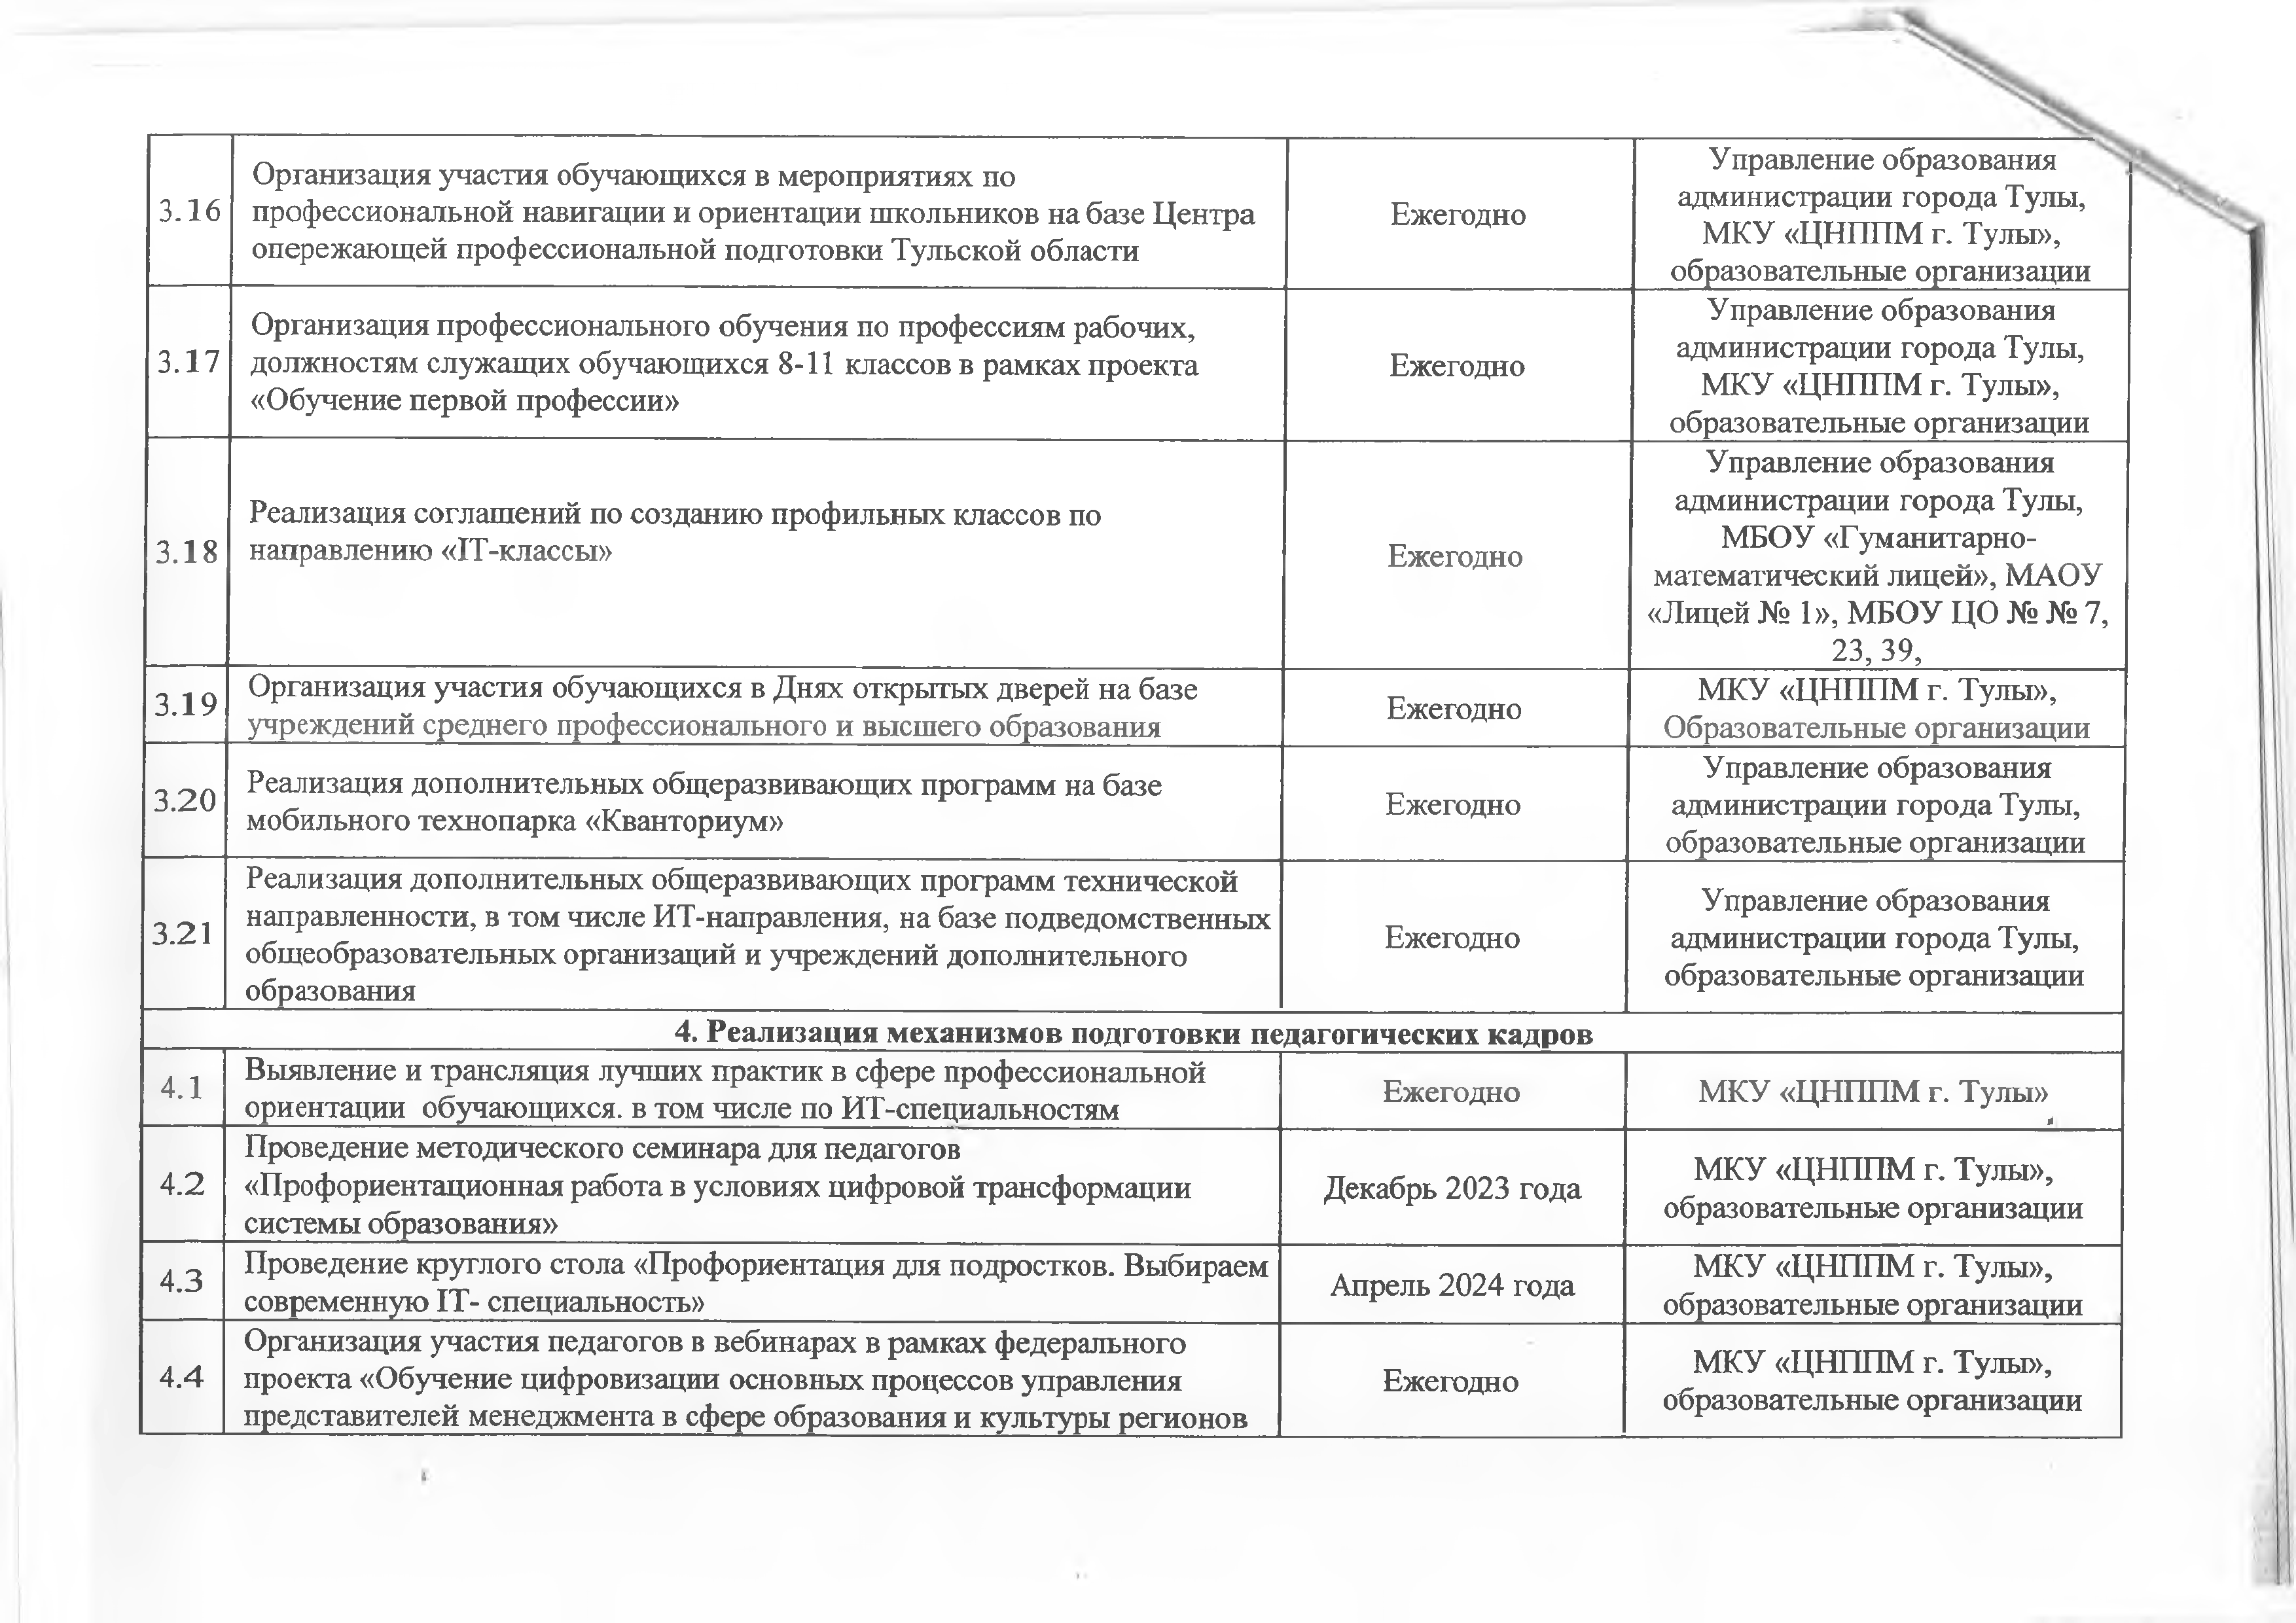 3.16
Организация участия обучающихся в мероприятиях по
профессиональной навигации и ориентации школьников на базе Центра
опережающей профессиональной подготовки Тульской области
Ежегодно
Управление образования
администрации города Тулы,
МКУ «ЦНППМ г. Тулы»,
образовательные организации
3.17
Организация профессионального обучения по профессиям рабочих,
должностям служащих обучающихся 8-11 классов в рамках проекта
«Обучение первой профессии»
Ежегодно
Управление образования
администрации города Тулы,
МКУ «ЦНППМ г. Тулы»,
образовательные организации
3.18
Реализация соглашений по созданию профильных классов по
направлению «IT-классы»
Ежегодно
Управление образования
администрации города Тулы,
МБОУ «Гуманитарно-
математический лицей», МАОУ
«Лицей № 1», МБОУ ЦО № № 7,
23, 39,
3.19
Организация участия обучающихся в Днях открытых дверей на базе
учреждений среднего профессионального и высшего образования
Ежегодно
МКУ «ЦНППМ г. Тулы»,
Образовательные организации
3.20
Реализация дополнительных общеразвивающих программ на базе
мобильного технопарка «Кванториум»
Ежегодно
Управление образования
администрации города Тулы,
образовательные организации
3.21
Реализация дополнительных общеразвивающих программ технической
направленности, в том числе ИТ-направления, на базе подведомственных
общеобразовательных организаций и учреждений дополнительного
образования
Ежегодно
Управление образования
администрации города Тулы,
образовательные организации
4. Реализация механизмов подготовки педагогических кадров
4.1
Выявление и трансляция лучших практик в сфере профессиональной
ориентации обучающихся. в том числе по ИТ-специальностям
Ежегодно
МКУ «ЦНППМ г. Тулы»
4.2
Проведение методического семинара для педагогов
«Профориентационная работа в условиях цифровой трансформации
системы образования»
Декабрь 2023 года
МКУ «ЦНППМ г. Тулы»,
образовательные организации
4.3
Проведение круглого стола «Профориентация для подростков. Выбираем
современную IT- специальность»
Апрель 2024 года
МКУ «ЦНППМ г. Тулы»,
образовательные организации
4.4
Организация участия педагогов в вебинарах в рамках федерального
проекта «Обучение цифровизации основных процессов управления
представителей менеджмента в сфере образования и культуры регионов
Ежегодно
МКУ «ЦНППМ г. Тулы»,
образовательные организации